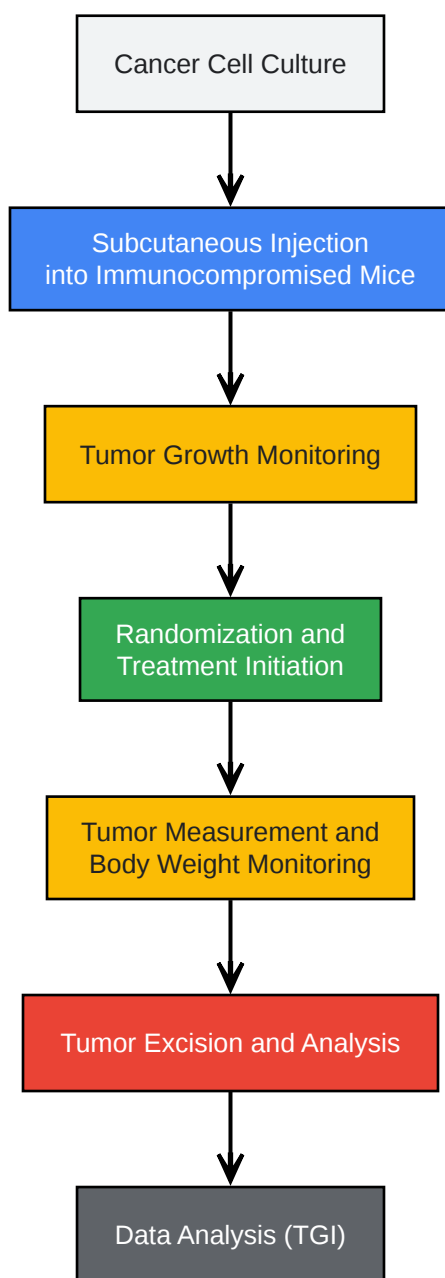 Cancer Cell Culture
Subcutaneous Injection
into Immunocompromised Mice
Tumor Growth Monitoring
Randomization and
Treatment Initiation
Tumor Measurement and
Body Weight Monitoring
Tumor Excision and Analysis
Data Analysis (TGI)